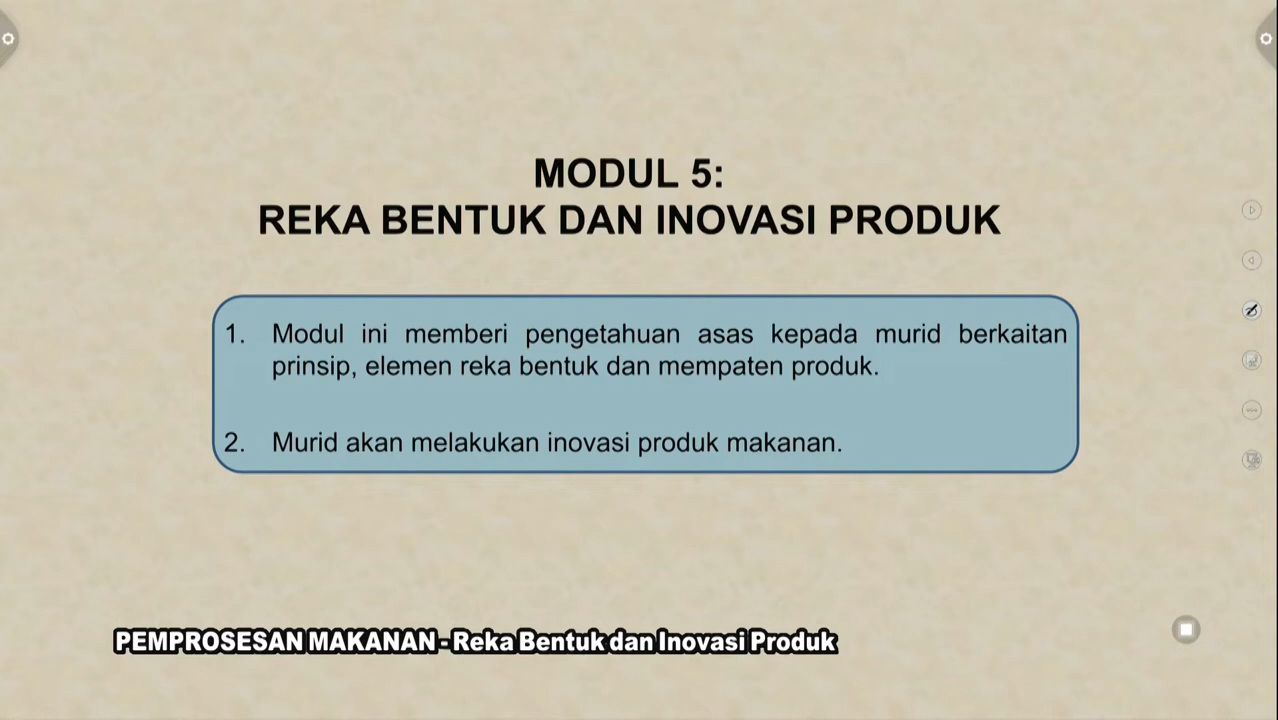 MODUL 5:
REKA BENTUK DAN INOVASI PRODUK
1. Modul ini memberi pengetahuan asas kepada murid berkaitan
prinsip, elemen reka bentuk dan mempaten produk.
2. Murid akan melakukan inovasi produk makanan.
PEMPROSESAN MAKANAN - Reka Bentuk dan Inovasi Produk